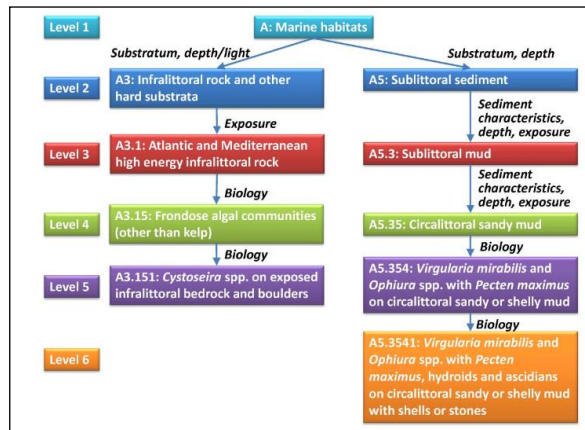 Level 1
A: Marine habitats
Substratum, depth/light
Substratum, depth
Level 2
A3: Infralittoral rock and other
hard substrata
A5: Sublittoral sediment
Exposure
Sediment
characteristics,
depth, exposure
Level 3
A3.1: Atlantic and Mediterranean
high energy infralittoral rock
A5.3: Sublittoral mud
Biology
Sediment
characteristics,
depth, exposure
Level 4
A3.15: Frondose algal communities
(other than kelp)
A5.35: Circalittoral sandy mud
Biology
Biology
Level 5
A3.151: Cystoseira spp. on exposed
infralittoral bedrock and boulders
A5.354: Virgularia mirabilis and
Ophiura spp. with Pecten maximus
on circalittoral sandy or shelly mud
Biology
Level 6
A5.3541: Virgularia mirabilis and
Ophiura spp. with Pecten
maximus, hydroids and ascidians
on circalittoral sandy or shelly mud
with shells or stones